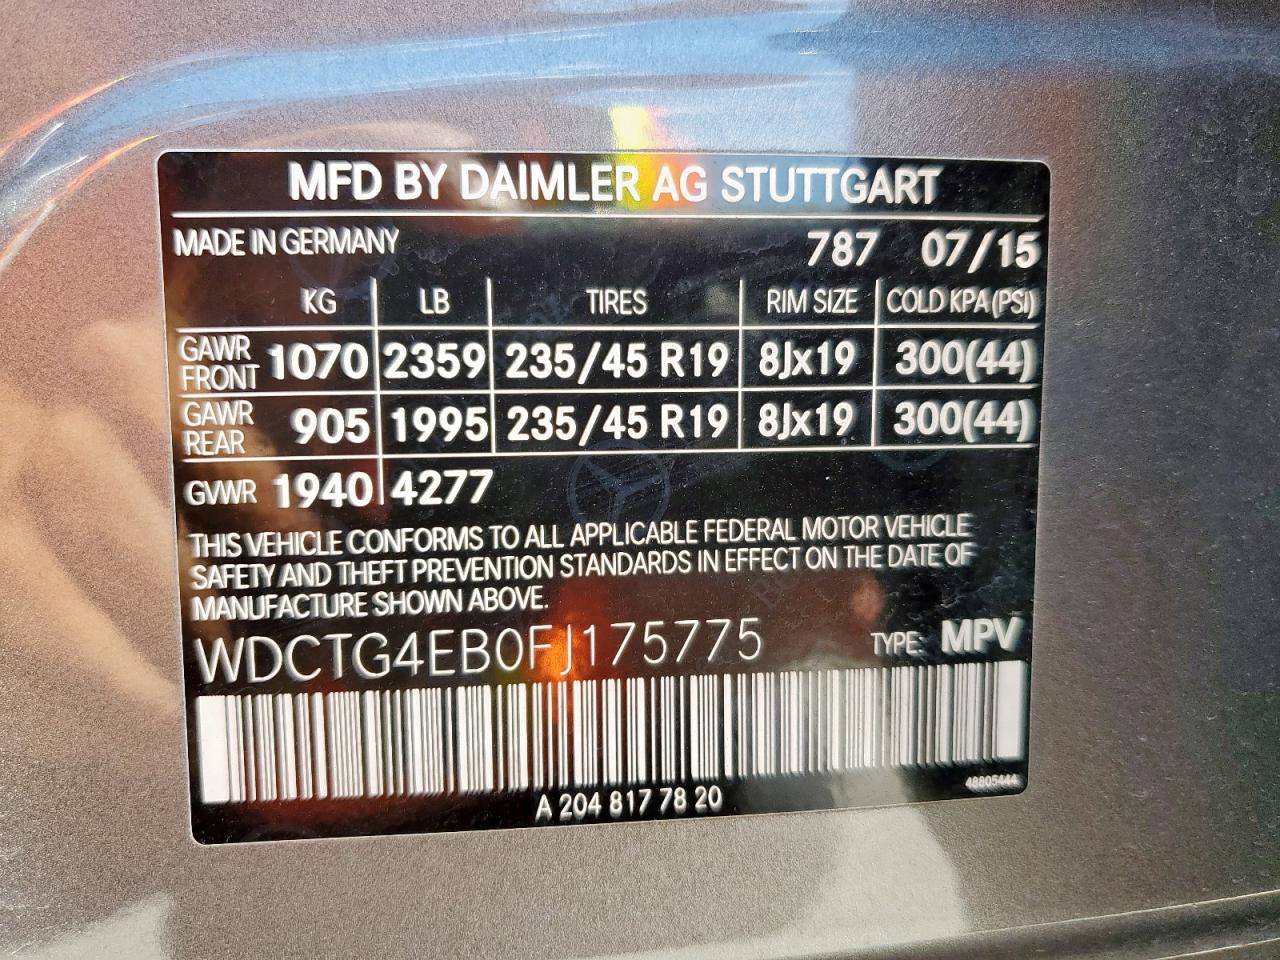 MFD BY DAIMLER AG STUTTGART
MADE IN GERMANY 787 07/15
KG LB TIRES RIM SIZE COLD KPA(PSi)
GAWR FRONT 1070 2359 235/45 R19 8Jx19 300(44)
GAWR REAR 905 1995 235/45 R19 8Jx19 300(44)
GVWR 1940 4277
THIS VEHICLE CONFORMS TO ALL APPLICABLE FEDERAL MOTOR VEHICLE
SAFETY AND THEFT PREVENTION STANDARDS IN EFFECT ON THE DATE OF
MANUFACTURE SHOWN ABOVE.
WDCTG4EB0FJ175775 TYPE: MPV
48805444
A 204 817 78 20